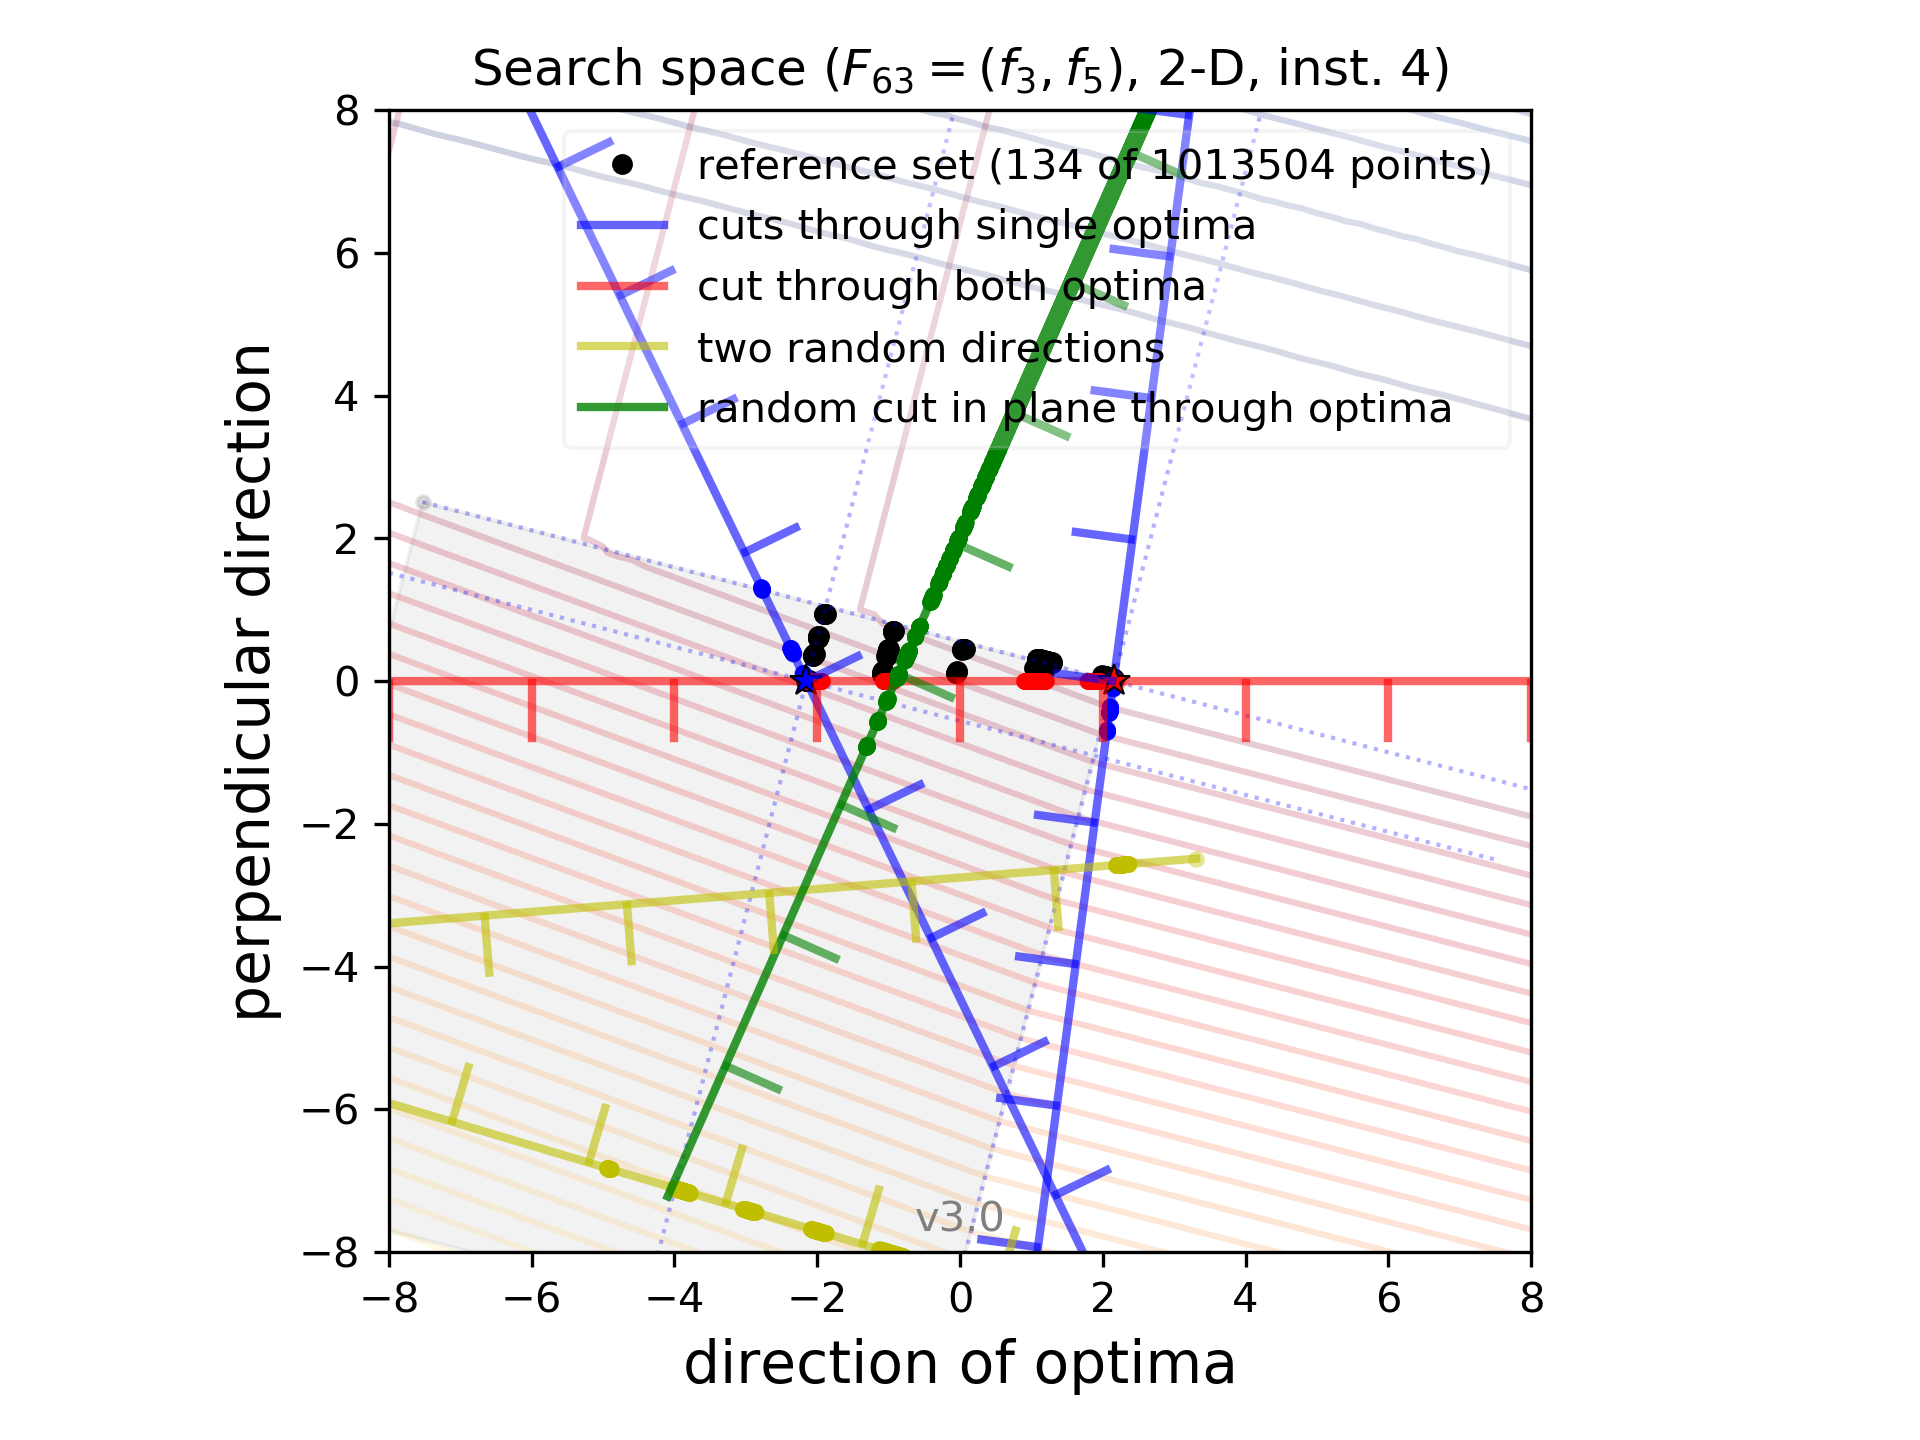 Search space (F63 = (f3, f5), 2-D, inst. 4)
reference set (134 of 1013504 points)
cuts through single optima
cut through both optima
two random directions
random cut in plane through optima
perpendicular direction
8
6
4
2
0
−2
−4
−6
−8
v3.0
−8 −6 −4 −2 0 2 4 6 8
direction of optima